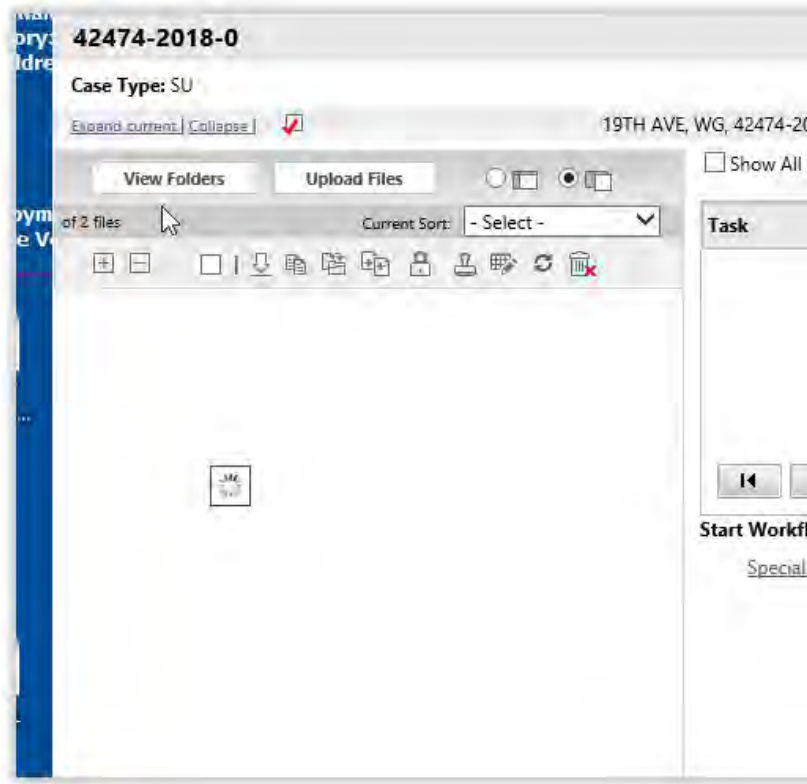 42474-2018-0
Case Type: SU
Expand current | Collapse |
19TH AVE, WG, 42474-20
View Folders
Upload Files
Show All
of 2 files
Current Sort:
- Select -
Task
Start Workfl
Special